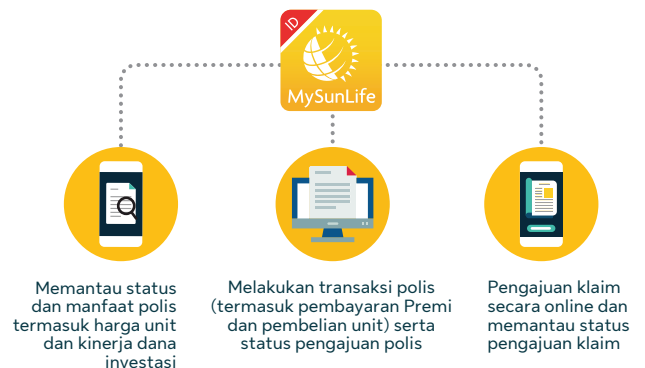 ID
MySunLife
Memantau status
dan manfaat polis
termasuk harga unit
dan kinerja dana
investasi
Melakukan transaksi polis
(termasuk pembayaran Premi
dan pembelian unit) serta
status pengajuan polis
Pengajuan klaim
secara online dan
memantau status
pengajuan klaim